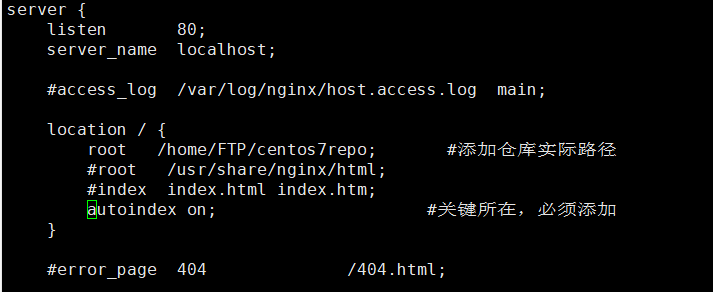 server {
    listen       80;
    server_name  localhost;

    #access_log  /var/log/nginx/host.access.log  main;

    location / {
        root   /home/FTP/centos7repo;       #添加仓库实际路径
        #root   /usr/share/nginx/html;
        #index  index.html index.htm;
        autoindex on;                     #关键所在，必须添加
    }

    #error_page  404              /404.html;